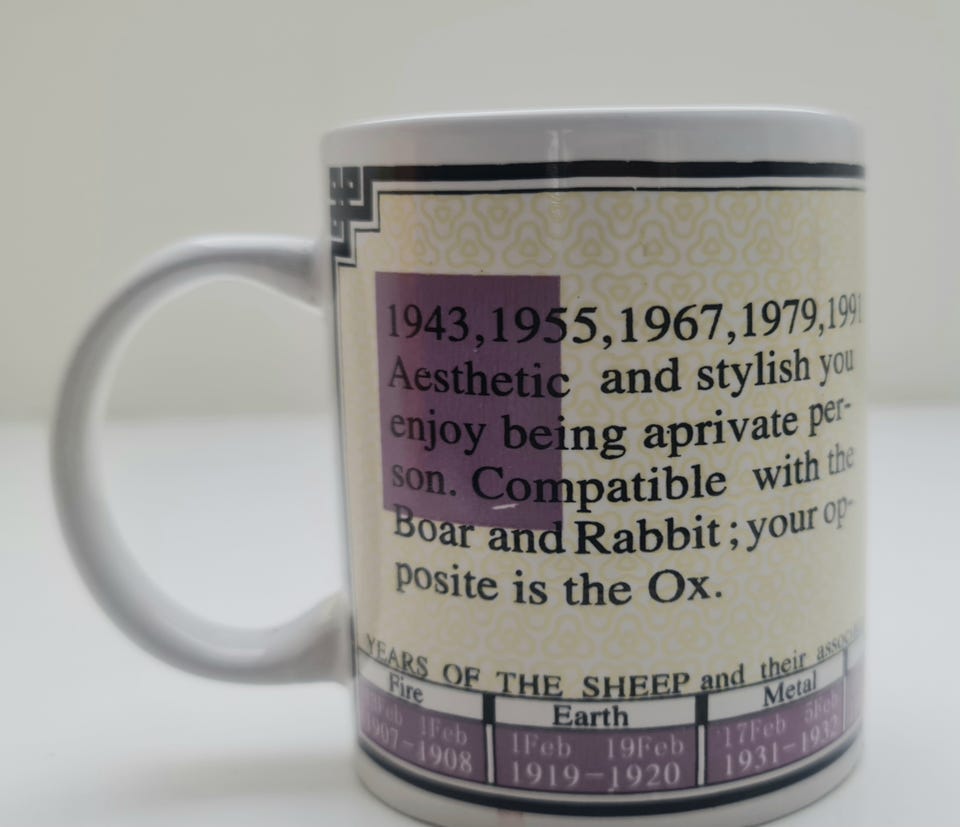 1943,1955,1967,1979,1991
Aesthetic and stylish you
enjoy being aprivate per-
son. Compatible with the
Boar and Rabbit; your op-
posite is the Ox.
YEARS OF THE SHEEP and their
Fire Earth Metal
1Feb 1Feb 19Feb 17Feb
1907-1908 1919-1920 1931-1932